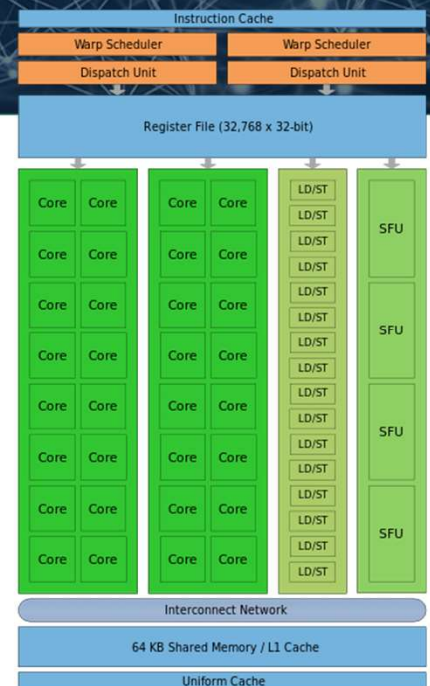 Instruction Cache
Warp Scheduler Warp Scheduler
Dispatch Unit Dispatch Unit
Register File (32,768 x 32-bit)
Core Core Core Core LD/ST SFU
LD/ST
Core Core Core Core LD/ST
LD/ST
Core Core Core Core LD/ST SFU
LD/ST
Core Core Core Core LD/ST
LD/ST
Core Core Core Core LD/ST SFU
LD/ST
Core Core Core Core LD/ST
LD/ST
Core Core Core Core LD/ST SFU
LD/ST
Core Core Core Core LD/ST
LD/ST
Interconnect Network
64 KB Shared Memory / L1 Cache
Uniform Cache